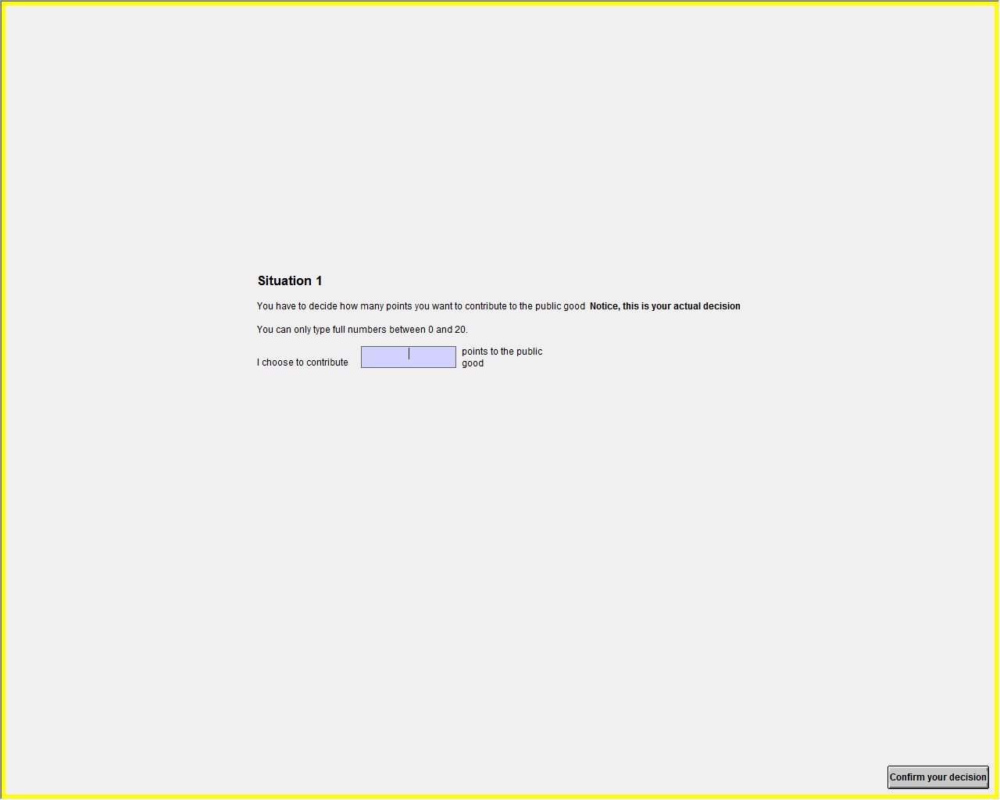 Situation 1
You have to decide how many points you want to contribute to the public good Notice, this is your actual decision
You can only type full numbers between 0 and 20.
I choose to contribute
points to the public
good
Confirm your decision